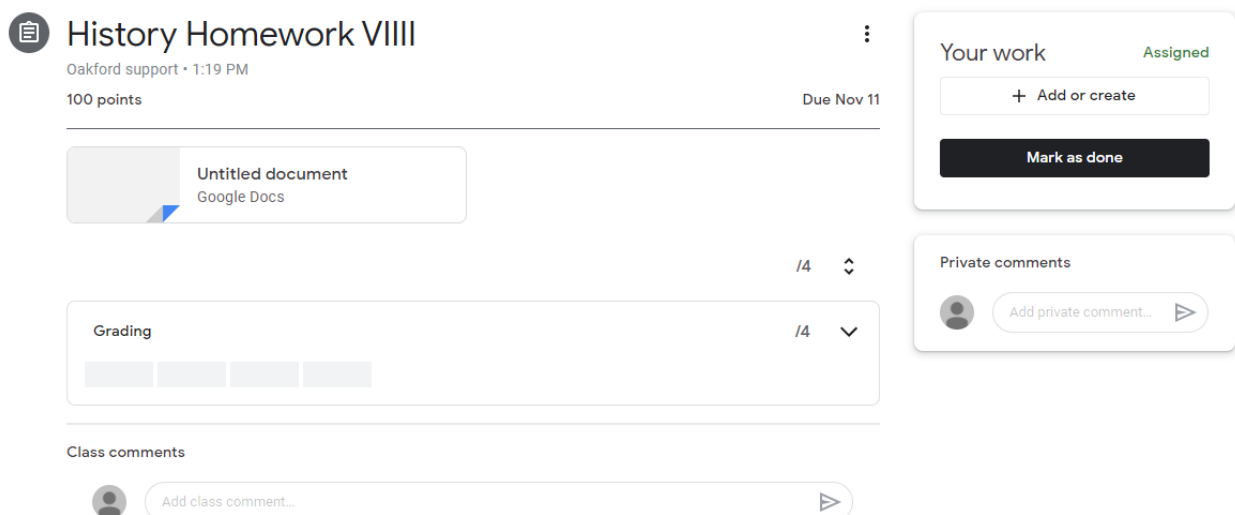 History Homework VIIII
Oakford support • 1:19 PM
100 points
Due Nov 11
Untitled document
Google Docs
/4
Grading
/4
Class comments
Add class comment...
Your work
Assigned
+ Add or create
Mark as done
Private comments
Add private comment...